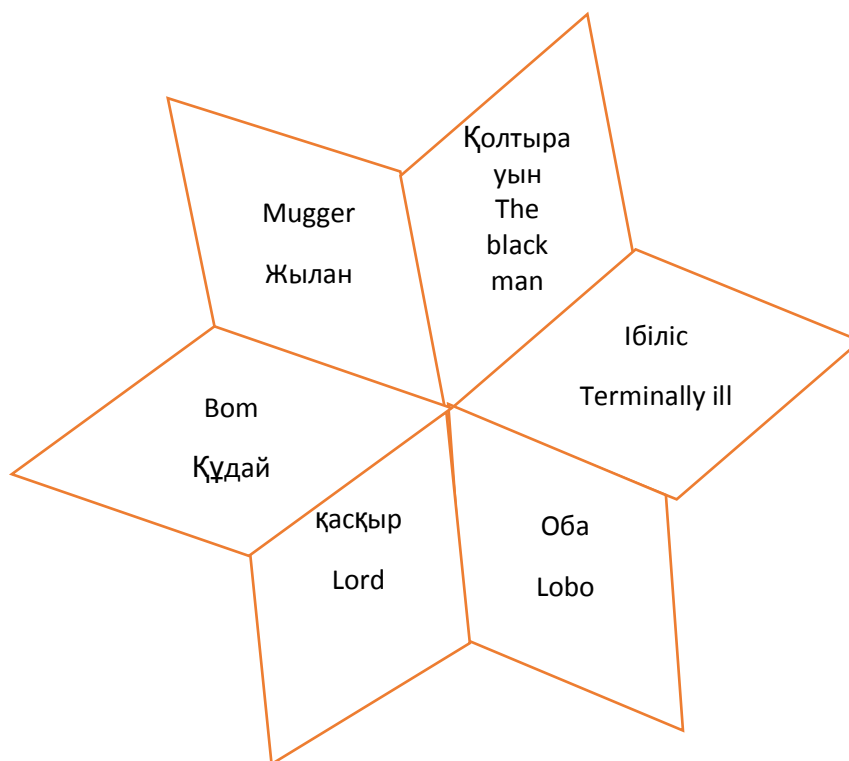 Қолтыра
уын
The
black
man
Mugger
Жылан
Ібіліс
Terminally ill
Bom
Құдай
қасқыр
Lord
Оба
Lobo